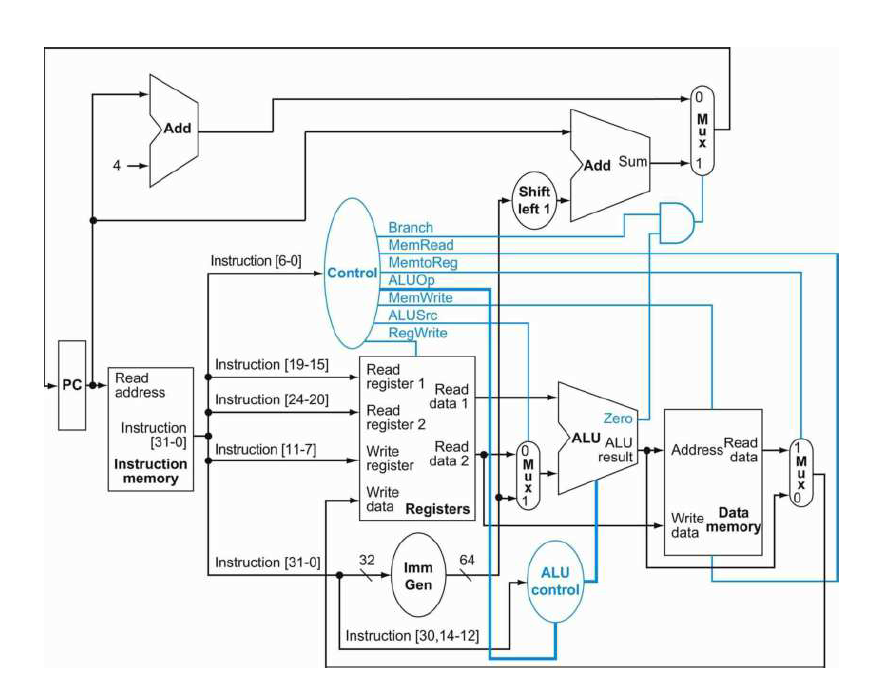 Add
4
0
M
u
x
1
Add Sum
Shift
left 1
Branch
MemRead
MemtoReg
ALUOp
MemWrite
ALUSrc
RegWrite
Control
Instruction [6-0]
PC
Read
address
Instruction
[31-0]
Instruction
memory
Instruction [19-15]
Instruction [24-20]
Instruction [11-7]
Read
register 1
Read
register 2
Write
register
Write
data
Read
data 1
Read
data 2
Registers
0
M
u
x
1
Zero
ALU
ALU
result
Address
Read
data
Write
data
Data
memory
1
M
u
x
0
Instruction [31-0]
32
Imm
Gen
64
ALU
control
Instruction [30,14-12]